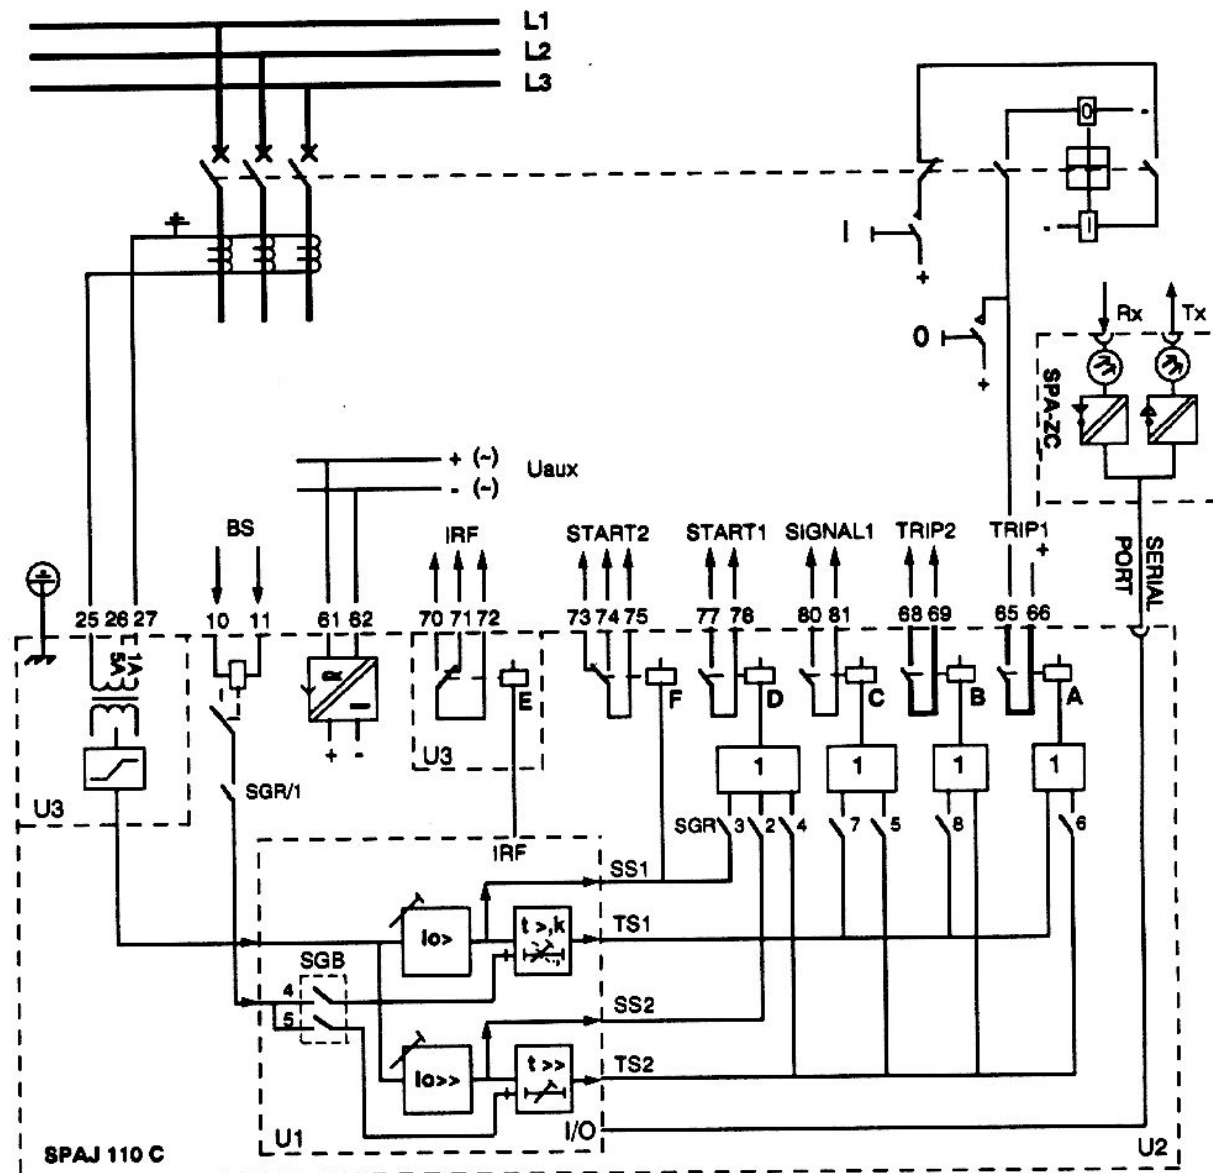 L1
L2
L3
I
+
O
+
O
-
-
I
Rx Tx
SPA-ZC
+ (~)
- (~)
Uaux
BS
IRF
START2 START1 SIGNAL1 TRIP2 TRIP1
+
SERIAL
PORT
25 26 27 10 11 61 62 70 71 72 73 74 75 77 78 80 81 68 69 65 66
1A
5A
E F D C B A
U3
+ -
1 1 1 1
SGR/1
U3
SGR 3 2 4 7 5 8 6
IRF
SS1
Io>
t >,k
+
TS1
SGB
4
5
SS2
Io>>
t >>
+
TS2
I/O
U1
U2
SPAJ 110 C